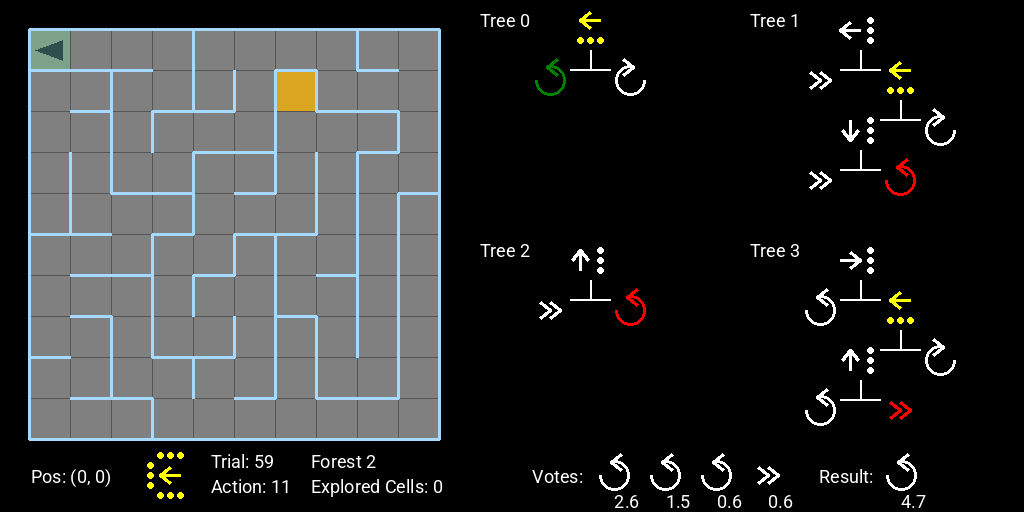 Tree 0
Tree 1
Tree 2
Tree 3
Pos: (0, 0)
Trial: 59
Forest 2
Action: 11
Explored Cells: 0
Votes:
2.6
1.5
0.6
0.6
Result:
4.7